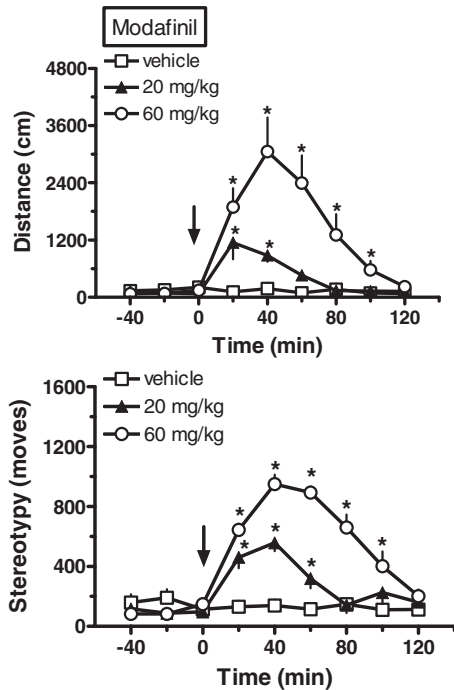 Modafinil
vehicle
20 mg/kg
60 mg/kg
Distance (cm)
4800
3600
2400
1200
0
* * * * *
* *
-40 0 40 80 120
Time (min)
vehicle
20 mg/kg
60 mg/kg
Stereotypy (moves)
1600
1200
800
400
0
* * * * *
* * *
-40 0 40 80 120
Time (min)